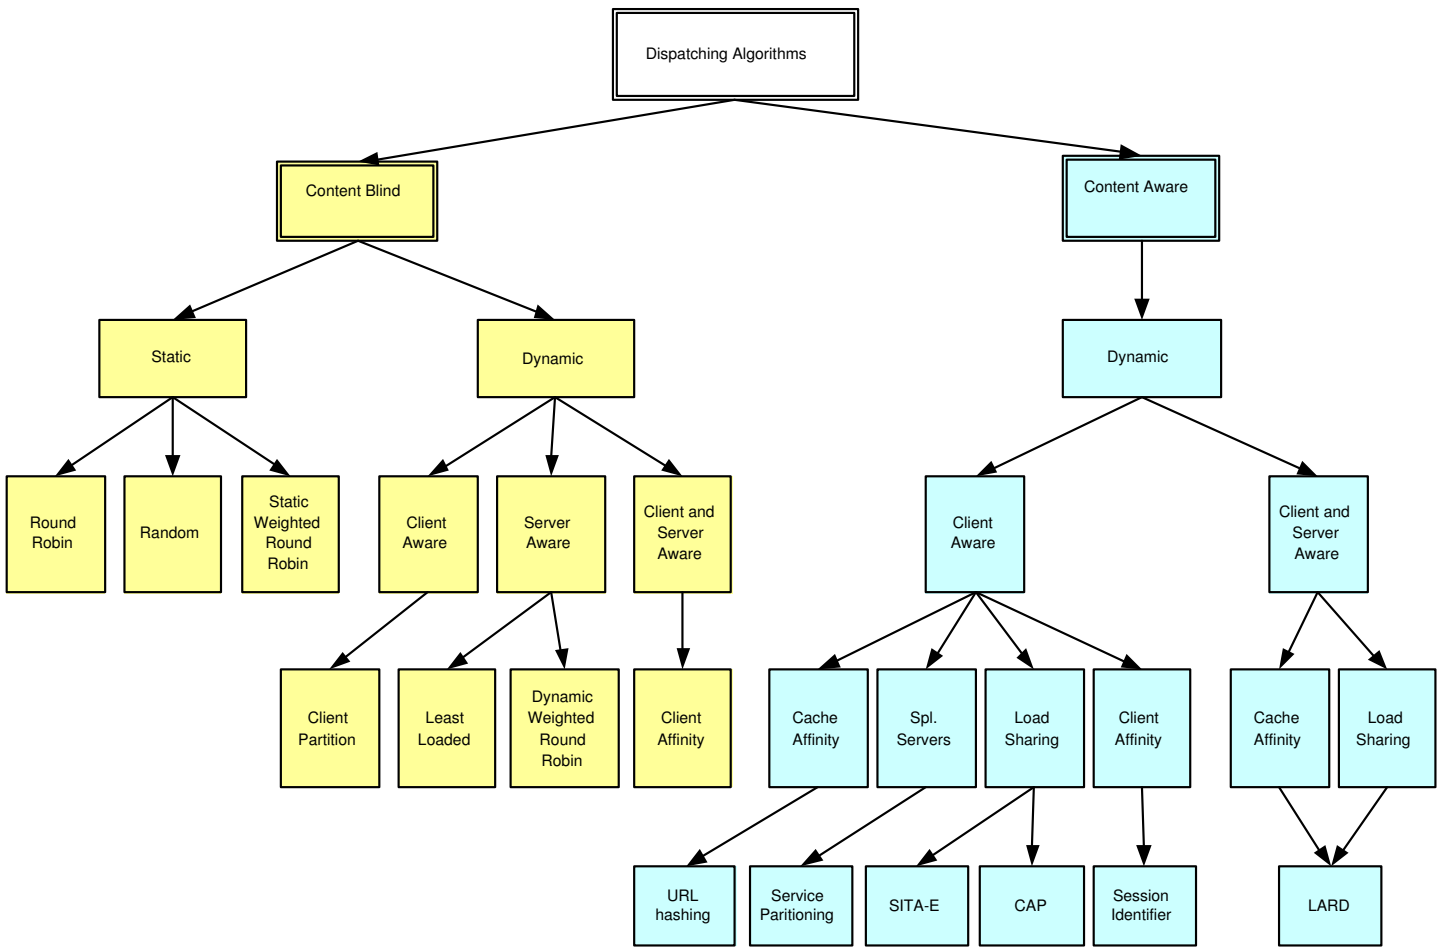 Dispatching Algorithms
Content Blind
Content Aware
Static
Dynamic
Dynamic
Round
Robin
Random
Static
Weighted
Round
Robin
Client
Aware
Server
Aware
Client and
Server
Aware
Client
Aware
Client and
Server
Aware
Client
Partition
Least
Loaded
Dynamic
Weighted
Round
Robin
Client
Affinity
Cache
Affinity
Spl.
Servers
Load
Sharing
Client
Affinity
Cache
Affinity
Load
Sharing
URL
hashing
Service
Paritioning
SITA-E
CAP
Session
Identifier
LARD